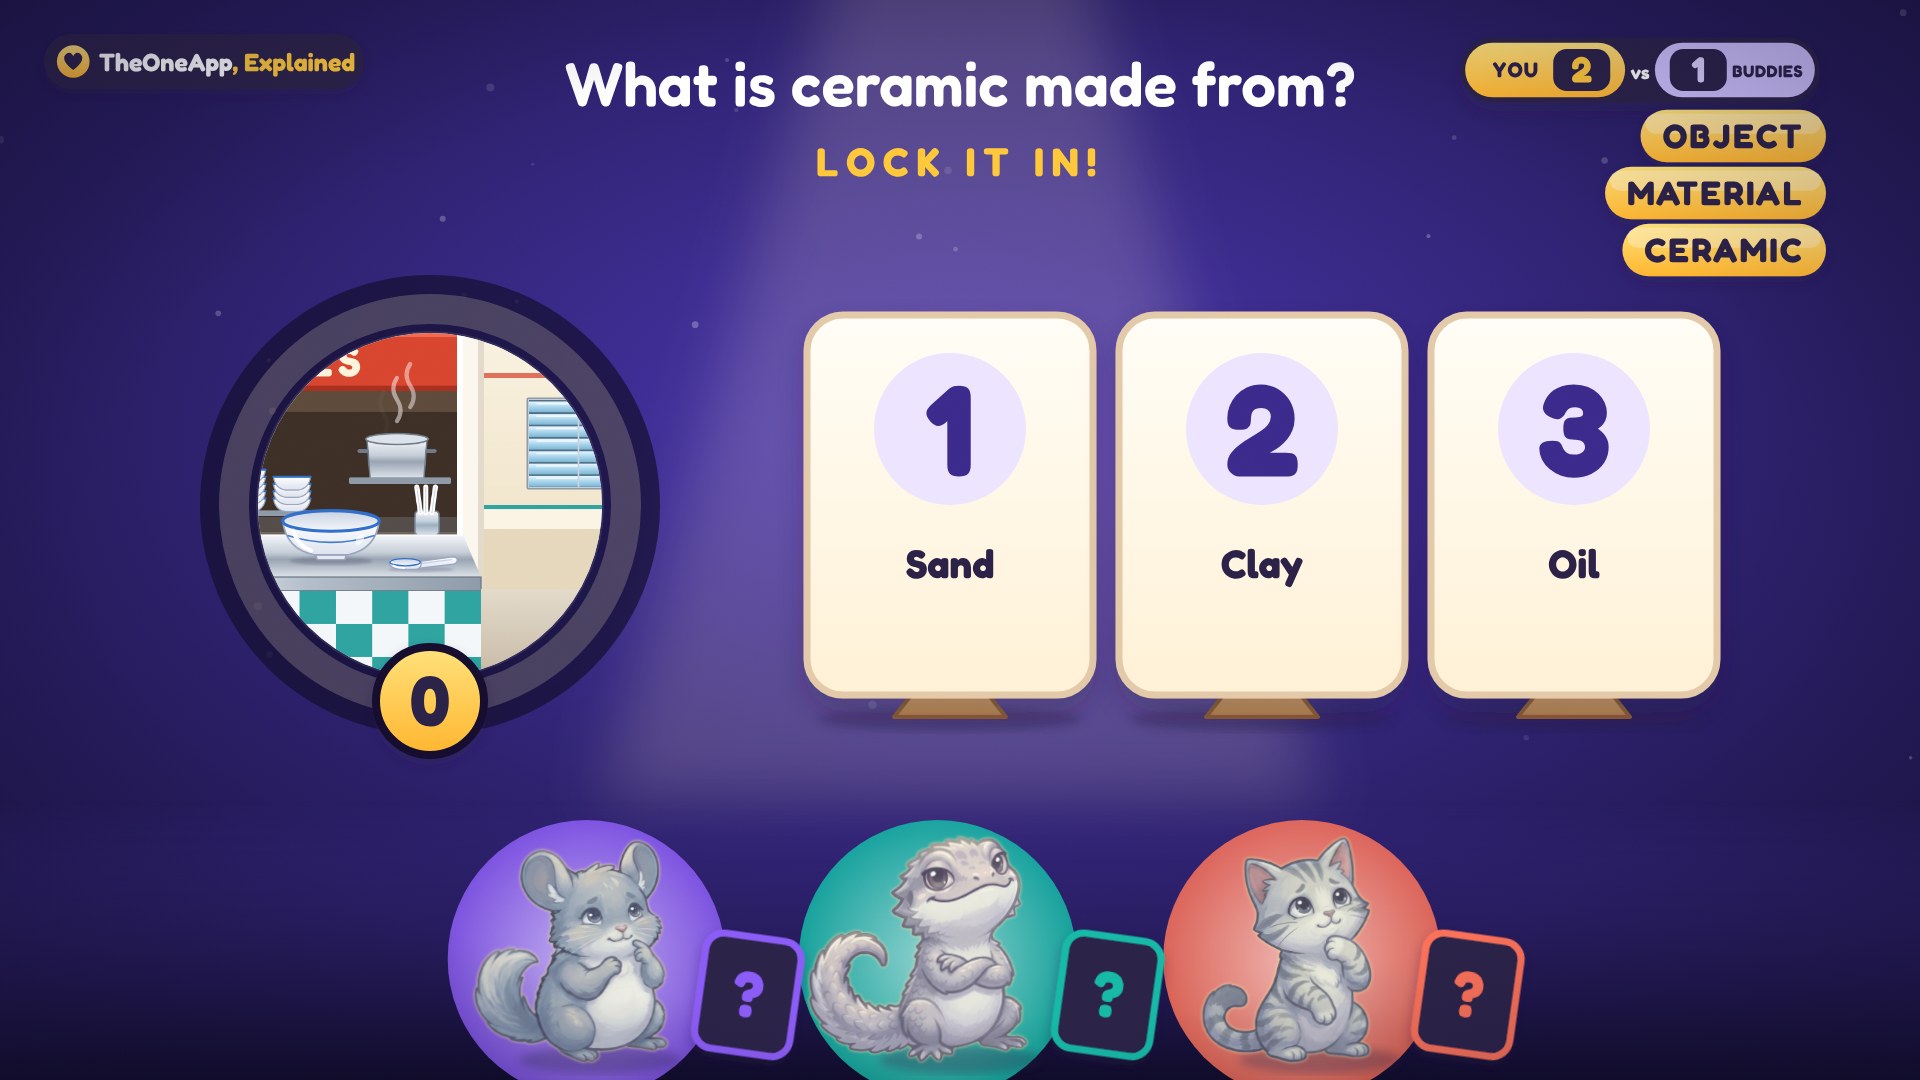 TheOneApp, Explained
What is ceramic made from?
LOCK IT IN!
YOU 2 vs 1 BUDDIES
OBJECT
MATERIAL
CERAMIC
1
Sand
2
Clay
3
Oil
0
?
?
?